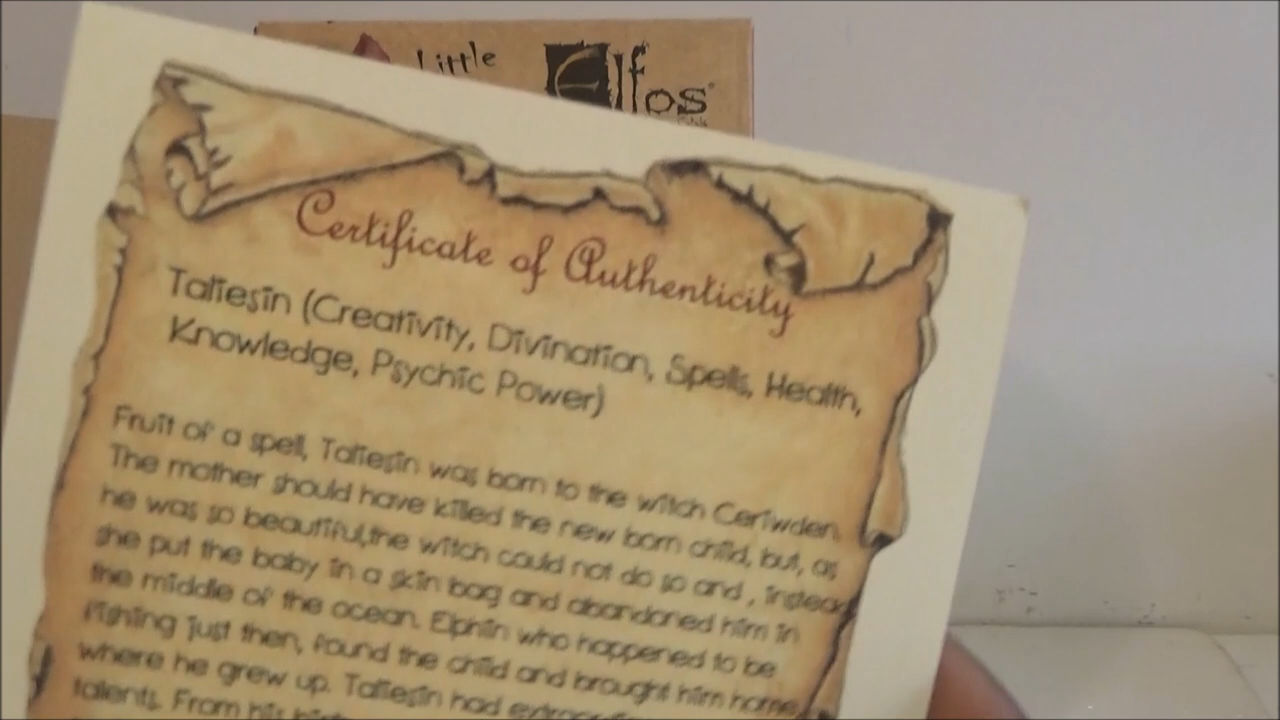 Little Elfos
Certificate of Authenticity
Taliesin (Creativity, Divination, Spells, Health,
Knowledge, Psychic Power)
Fruit of a spell, Taliesin was born to the witch Ceriwden.
The mother should have killed the new born child, but, as
he was so beautiful,the witch could not do so and , instead
she put the baby in a skin bag and abandoned him in
the middle of the ocean. Elphin who happened to be
fishing just then, found the child and brought him home,
where he grew up. Taliesin had
talents. From his